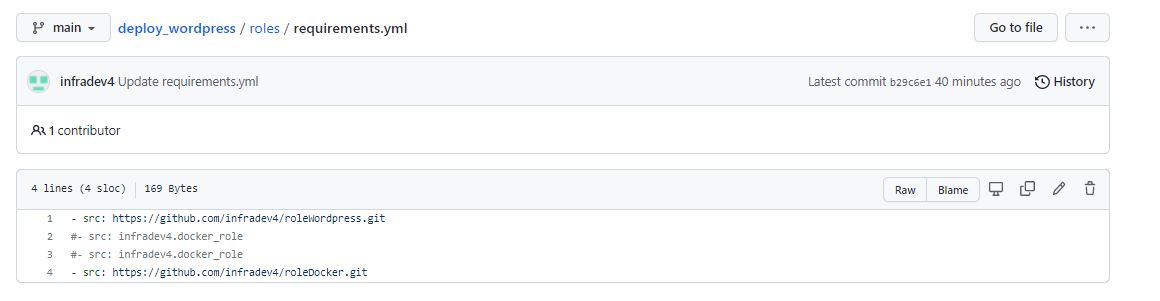 main
deploy_wordpress / roles / requirements.yml
Go to file
...
infradev4 Update requirements.yml
Latest commit b29c6e1 40 minutes ago
History
1 contributor
4 lines (4 sloc) 169 Bytes
Raw
Blame
1 - src: https://github.com/infradev4/roleWordpress.git
2 #- src: infradev4.docker_role
3 #- src: infradev4.docker_role
4 - src: https://github.com/infradev4/roleDocker.git